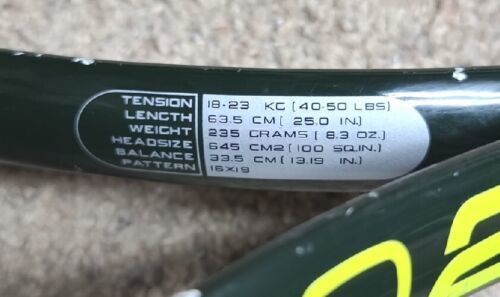 TENSION 18-23 KG [40-50 LBS]
LENGTH 63.5 CM [25.0 IN.]
WEIGHT 235 GRAMS [8.3 OZ.]
HEADSIZE 645 CM2 [100 SQ.IN.]
BALANCE 33.5 CM [13.19 IN.]
PATTERN 16X19